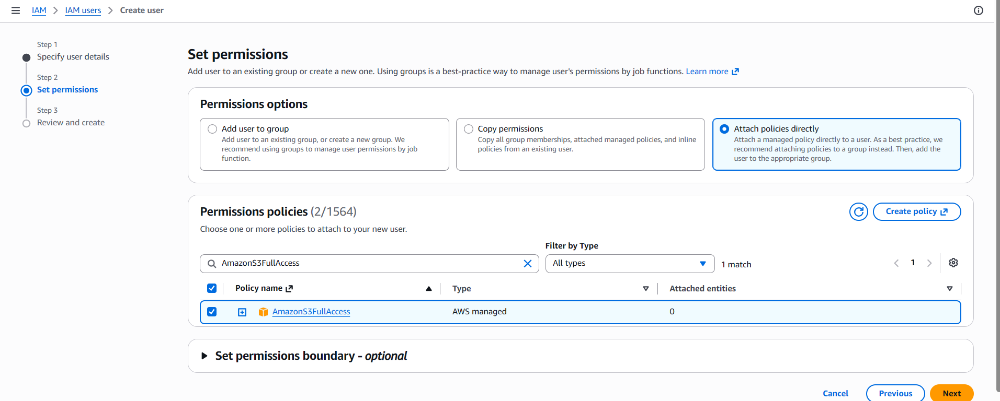 IAM > IAM users > Create user
Step 1
Specify user details
Step 2
Set permissions
Step 3
Review and create
Set permissions
Add user to an existing group or create a new one. Using groups is a best-practice way to manage user's permissions by job functions. Learn more
Permissions options
Add user to group
Add user to an existing group, or create a new group. We
recommend using groups to manage user permissions by job
function.
Copy permissions
Copy all group memberships, attached managed policies, and inline
policies from an existing user.
Attach policies directly
Attach a managed policy directly to a user. As a best practice, we
recommend attaching policies to a group instead. Then, add the
user to the appropriate group.
Permissions policies (2/1564)
Create policy
Choose one or more policies to attach to your new user.
Filter by Type
AmazonS3FullAccess
All types
1 match
1
Policy name
Type
Attached entities
AmazonS3FullAccess
AWS managed
0
Set permissions boundary - optional
Cancel
Previous
Next